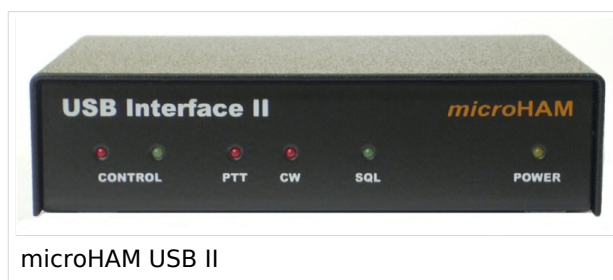 USB Interface II
microHAM
CONTROL PTT CW SQL POWER
microHAM USB II